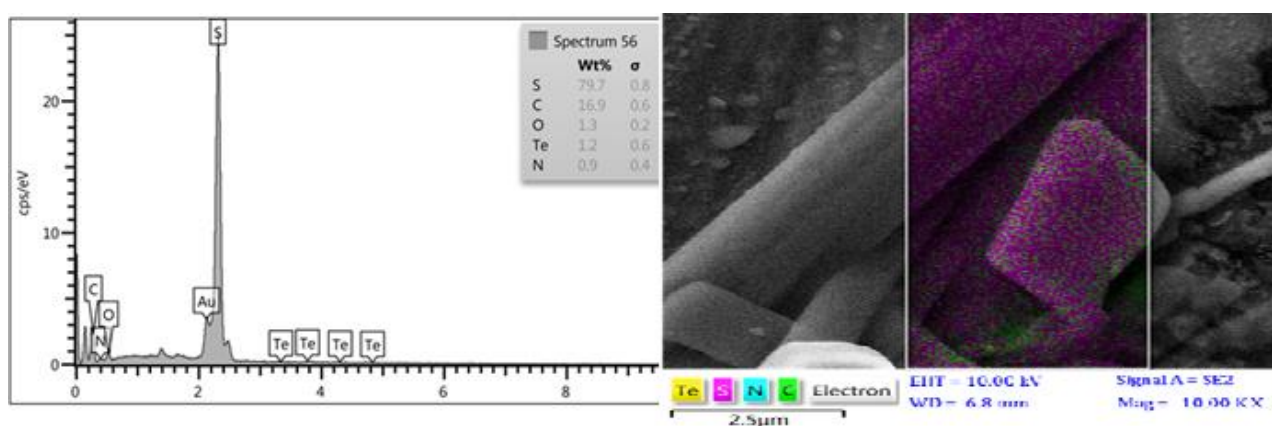 S
Spectrum 56
Wt% σ
S 79.7 0.8
C 16.9 0.6
O 1.3 0.2
Te 1.2 0.6
N 0.9 0.4
20
cps/eV
10
C
O
N
Au
Te Te Te Te
0
0 2 4 6 8
Te S N C Electron
2.5µm
EHT = 10.00 kV Signal A = SE2
WD = 6.8 mm Mag = 10.00 K X